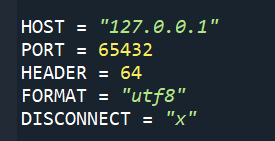 HOST = "127.0.0.1"
PORT = 65432
HEADER = 64
FORMAT = "utf8"
DISCONNECT = "x"